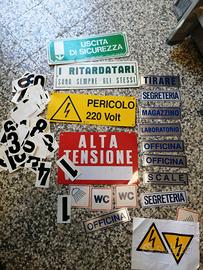 USCITA
DI SICUREZZA
I RITARDATARI
SONO SEMPRE GLI STESSI
TIRARE
PERICOLO
220 Volt
SEGRETERIA
MAGAZZINO
LABORATORIO
ALTA
TENSIONE
OFFICINA
OFFICINA
SCALE
WC
WC
SEGRETERIA
OFFICINA